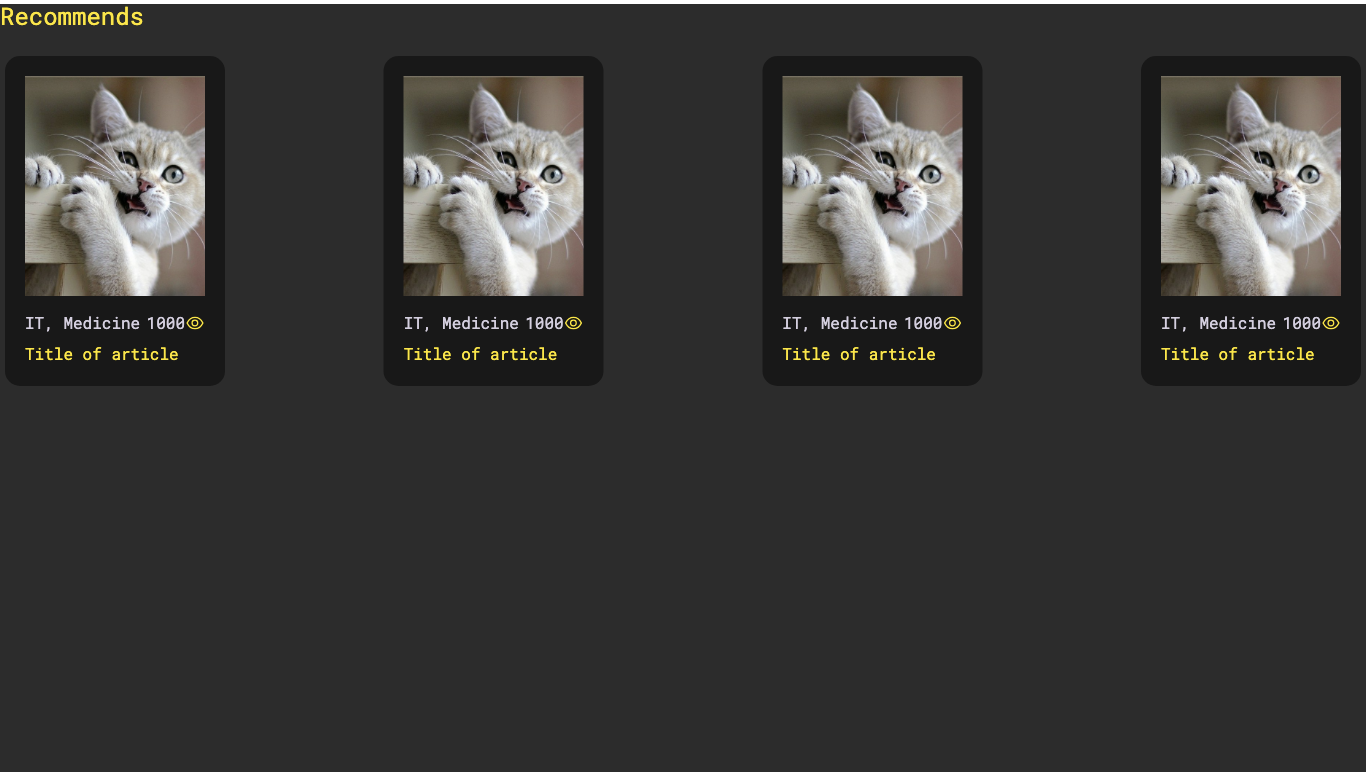 Recommends
IT, Medicine 1000
Title of article
IT, Medicine 1000
Title of article
IT, Medicine 1000
Title of article
IT, Medicine 1000
Title of article